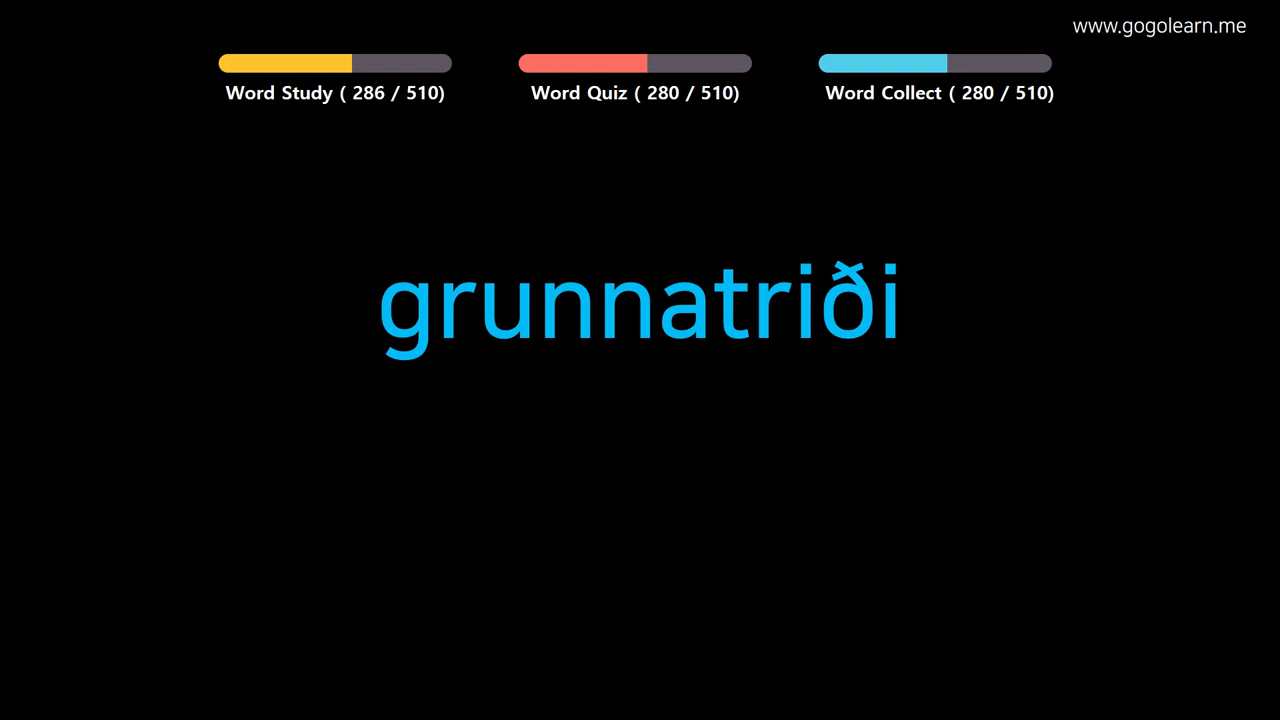 www.gogolearn.me
Word Study ( 286 / 510)
Word Quiz ( 280 / 510)
Word Collect ( 280 / 510)
grunnatriði